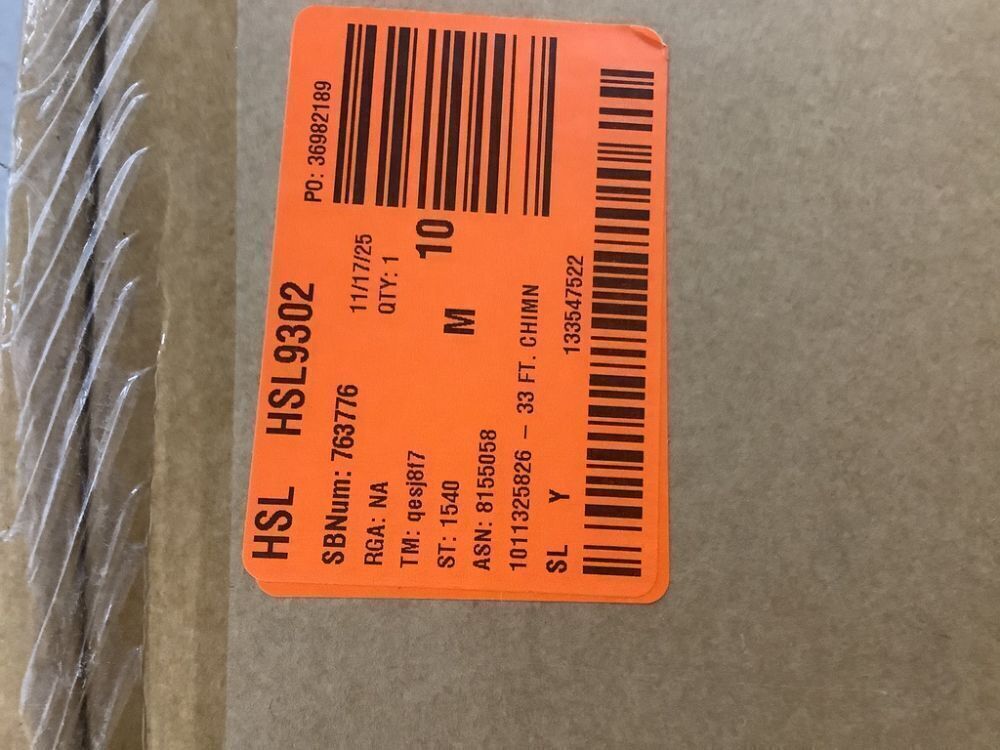 HSL HSL9302
SBNum: 763776
PO: 36982189
RGA: NA
11/17/25
TM: qesj8f7
QTY: 1
ST: 1540
M
10
ASN: 8155058
1011325826 – 33 FT. CHIMN
SL Y
133547522